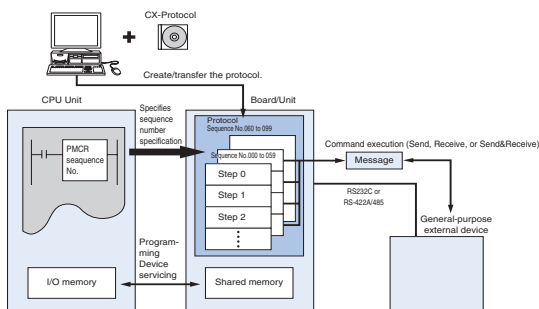 CX-Protocol
Create/transfer the protocol.
CPU Unit
Specifies
sequence
number
specification
Board/Unit
Protocol
Sequence No.060 to 099
PMCR
seaquence
No.
Sequence No.000 to 059
Step 0
Step 1
Step 2
Command execution (Send, Receive, or Send&Receive)
Message
RS232C or
RS-422A/485
General-purpose
external device
Program-
ming
Device
servicing
I/O memory
Shared memory